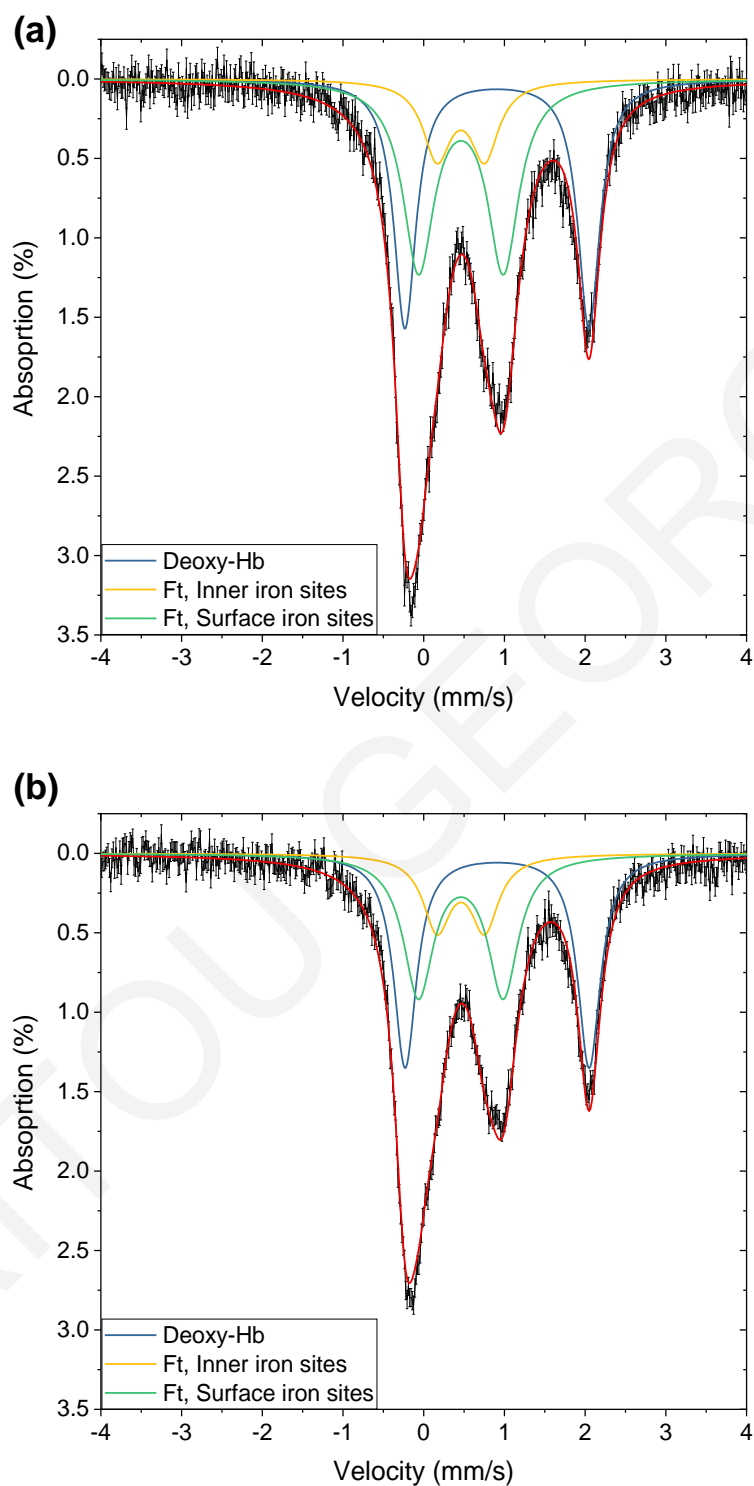 (a)
0.0
0.5
1.0
1.5
2.0
2.5
3.0
3.5
Absoprtion (%)
Deoxy-Hb
Ft, Inner iron sites
Ft, Surface iron sites
-4 -3 -2 -1 0 1 2 3 4
Velocity (mm/s)
(b)
0.0
0.5
1.0
1.5
2.0
2.5
3.0
3.5
Absoprtion (%)
Deoxy-Hb
Ft, Inner iron sites
Ft, Surface iron sites
-4 -3 -2 -1 0 1 2 3 4
Velocity (mm/s)